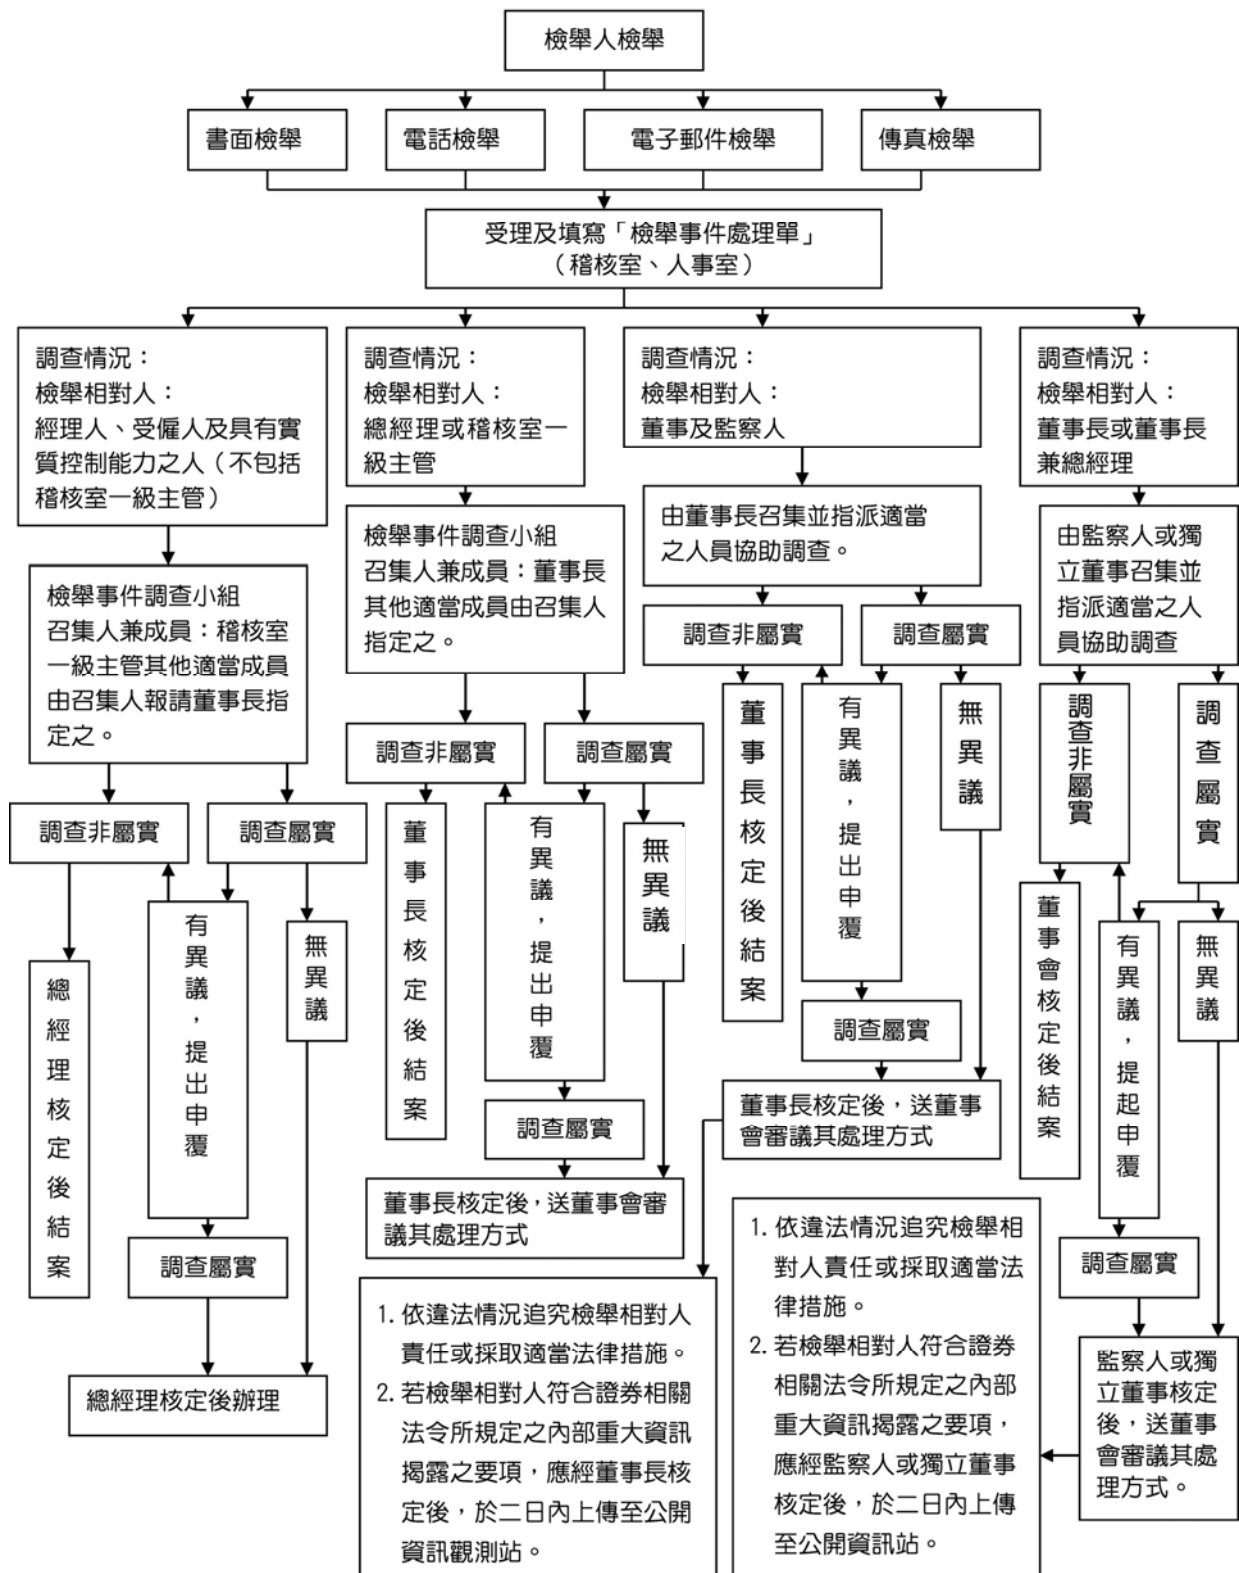 檢舉人檢舉
書面檢舉
電話檢舉
電子郵件檢舉
傳真檢舉
受理及填寫「檢舉事件處理單」
（稽核室、人事室）
調查情況：
檢舉相對人：
經理人、受僱人及具有實
質控制能力之人（不包括
稽核室一級主管）
調查情況：
檢舉相對人：
總經理或稽核室一
級主管
調查情況：
檢舉相對人：
董事及監察人
調查情況：
檢舉相對人：
董事長或董事長
兼總經理
檢舉事件調查小組
召集人兼成員：稽核室
一級主管其他適當成員
由召集人報請董事長指
定之。
檢舉事件調查小組
召集人兼成員：董事長
其他適當成員由召集人
指定之。
由董事長召集並指派適當
之人員協助調查。
由監察人或獨
立董事召集並
指派適當之人
員協助調查
調查非屬實
調查屬實
總經理核定後結案
有異議，提出申覆
無異議
調查屬實
總經理核定後辦理
調查非屬實
調查屬實
董事長核定後結案
有異議，提出申覆
無異議
調查屬實
董事長核定後，送董事會審
議其處理方式
調查非屬實
調查屬實
董事長核定後結案
有異議，提出申覆
無異議
調查屬實
董事長核定後，送董事
會審議其處理方式
調查非屬實
調查屬實
董事會核定後結案
有異議，提起申覆
無異議
調查屬實
監察人或獨
立董事核定
後，送董事
會審議其處
理方式。
1. 依違法情況追究檢舉相對人
責任或採取適當法律措施。
2. 若檢舉相對人符合證券相關
法令所規定之內部重大資訊
揭露之要項，應經董事長核
定後，於二日內上傳至公開
資訊觀測站。
1. 依違法情況追究檢舉相
對人責任或採取適當法
律措施。
2. 若檢舉相對人符合證券
相關法令所規定之內部
重大資訊揭露之要項，
應經監察人或獨立董事
核定後，於二日內上傳
至公開資訊站。